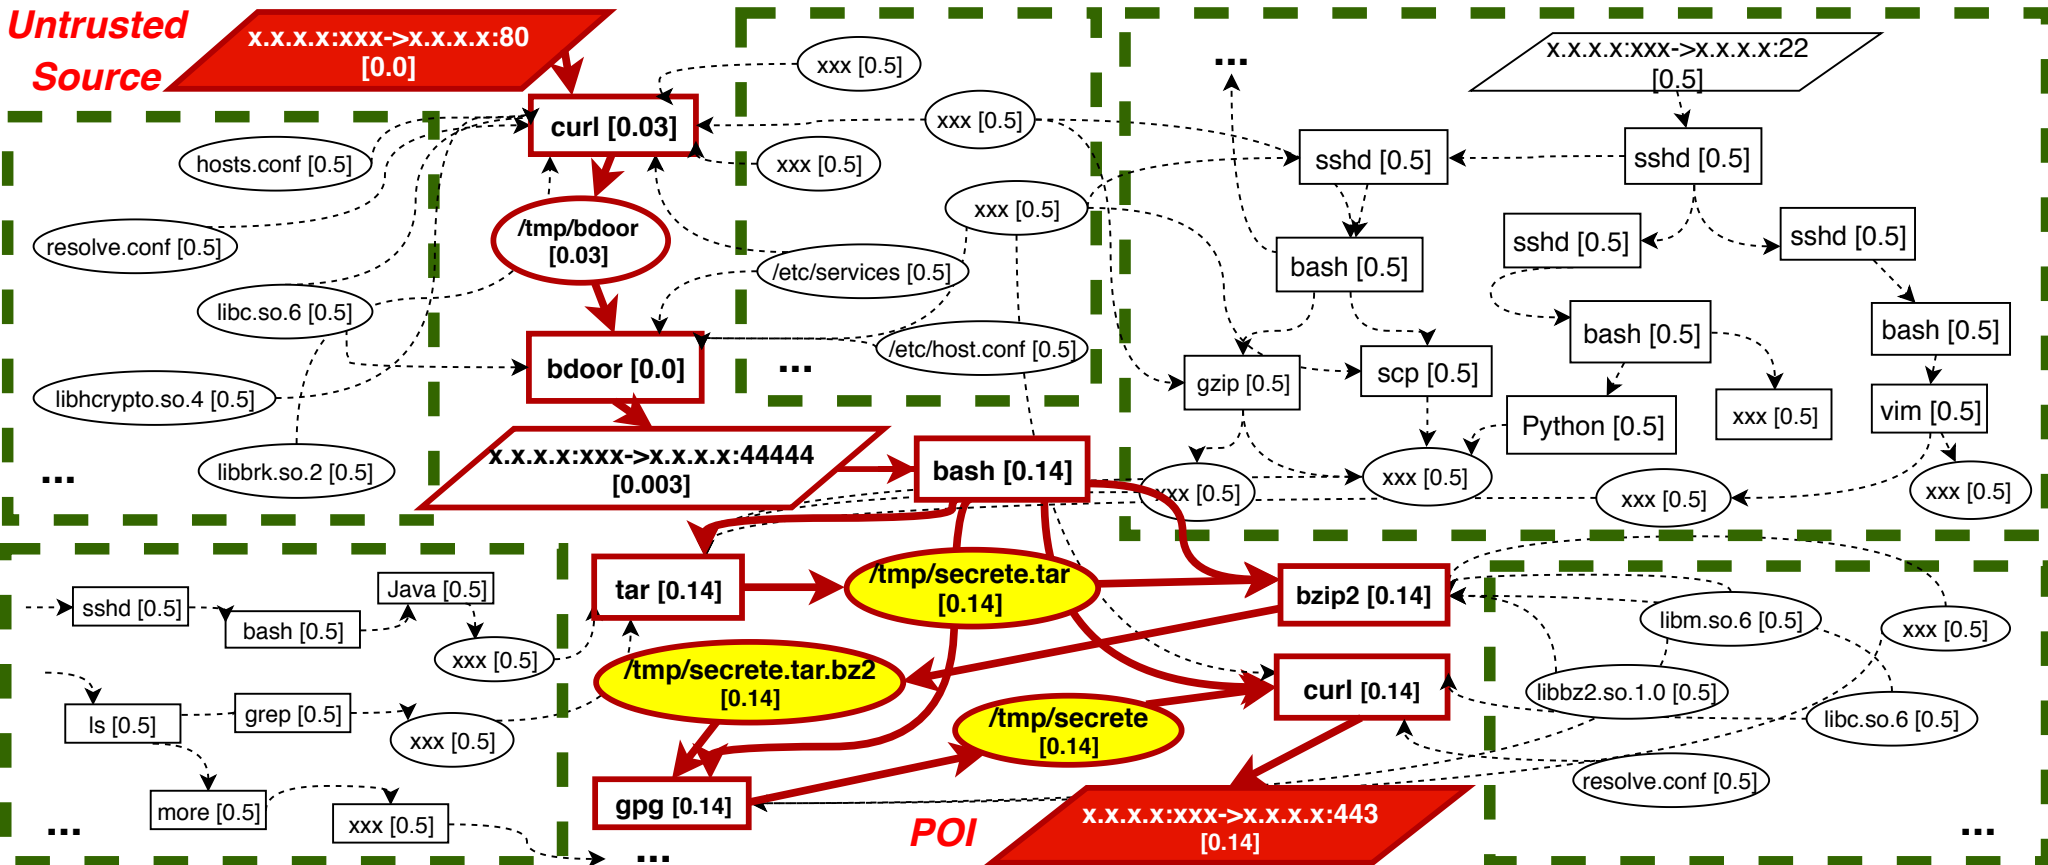 Untrusted
Source
x.x.x.x:xxx->x.x.x.x:80
[0.0]
curl [0.03]
/tmp/bdoor
[0.03]
bdoor [0.0]
x.x.x.x:xxx->x.x.x.x:44444
[0.003]
hosts.conf [0.5]
resolve.conf [0.5]
libc.so.6 [0.5]
libhcrypto.so.4 [0.5]
libbrk.so.2 [0.5]
...
xxx [0.5]
xxx [0.5]
xxx [0.5]
xxx [0.5]
/etc/services [0.5]
/etc/host.conf [0.5]
...
...
x.x.x.x:xxx->x.x.x.x:22
[0.5]
sshd [0.5]
sshd [0.5]
sshd [0.5]
sshd [0.5]
bash [0.5]
bash [0.5]
bash [0.5]
gzip [0.5]
scp [0.5]
Python [0.5]
xxx [0.5]
vim [0.5]
xxx [0.5]
xxx [0.5]
xxx [0.5]
xxx [0.5]
bash [0.14]
tar [0.14]
/tmp/secrete.tar
[0.14]
bzip2 [0.14]
/tmp/secrete.tar.bz2
[0.14]
/tmp/secrete
[0.14]
curl [0.14]
gpg [0.14]
POI
x.x.x.x:xxx->x.x.x.x:443
[0.14]
sshd [0.5]
bash [0.5]
Java [0.5]
xxx [0.5]
ls [0.5]
grep [0.5]
xxx [0.5]
more [0.5]
xxx [0.5]
...
...
libm.so.6 [0.5]
xxx [0.5]
libbz2.so.1.0 [0.5]
libc.so.6 [0.5]
resolve.conf [0.5]
...